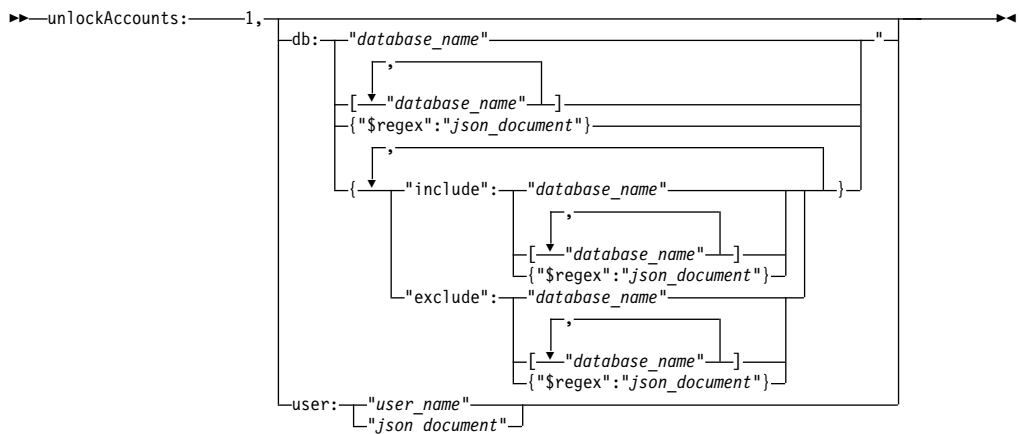 unlockAccounts: 1,
db: "database_name" "
,
[ "database_name" ]
{"$regex":"json_document"}
,
{ "include": "database_name" }
,
[ "database_name" ]
{"$regex":"json_document"}
"exclude": "database_name"
,
[ "database_name" ]
{"$regex":"json_document"}
user: "user_name"
"json document"